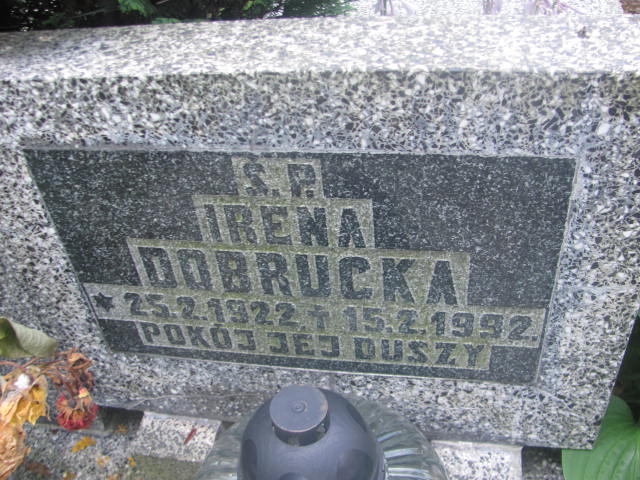 Ś.P.
IRENA
DOBRUCKA
* 25.2.1922. † 15.2.1992.
POKÓJ JEJ DUSZY